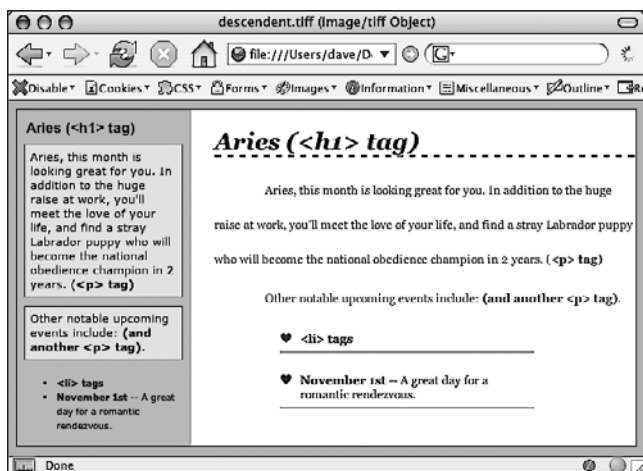 descendent.tiff (image/tiff Object)
file:///Users/dave/D
G
Disable Cookies CSS Forms Images Information Miscellaneous Outline Re
Aries (<h1> tag)
Aries, this month is
looking great for you. In
addition to the huge
raise at work, you'll
meet the love of your
life, and find a stray
Labrador puppy who will
become the national
obedience champion in 2
years. (<p> tag)
Other notable upcoming
events include: (and
another <p> tag).
<li> tags
November 1st -- A great
day for a romantic
rendezvous.
Aries (<h1> tag)
Aries, this month is looking great for you. In addition to the huge
raise at work, you'll meet the love of your life, and find a stray Labrador puppy
who will become the national obedience champion in 2 years. (<p> tag)
Other notable upcoming events include: (and another <p> tag).
<li> tags
November 1st -- A great day for a
romantic rendezvous.
Done